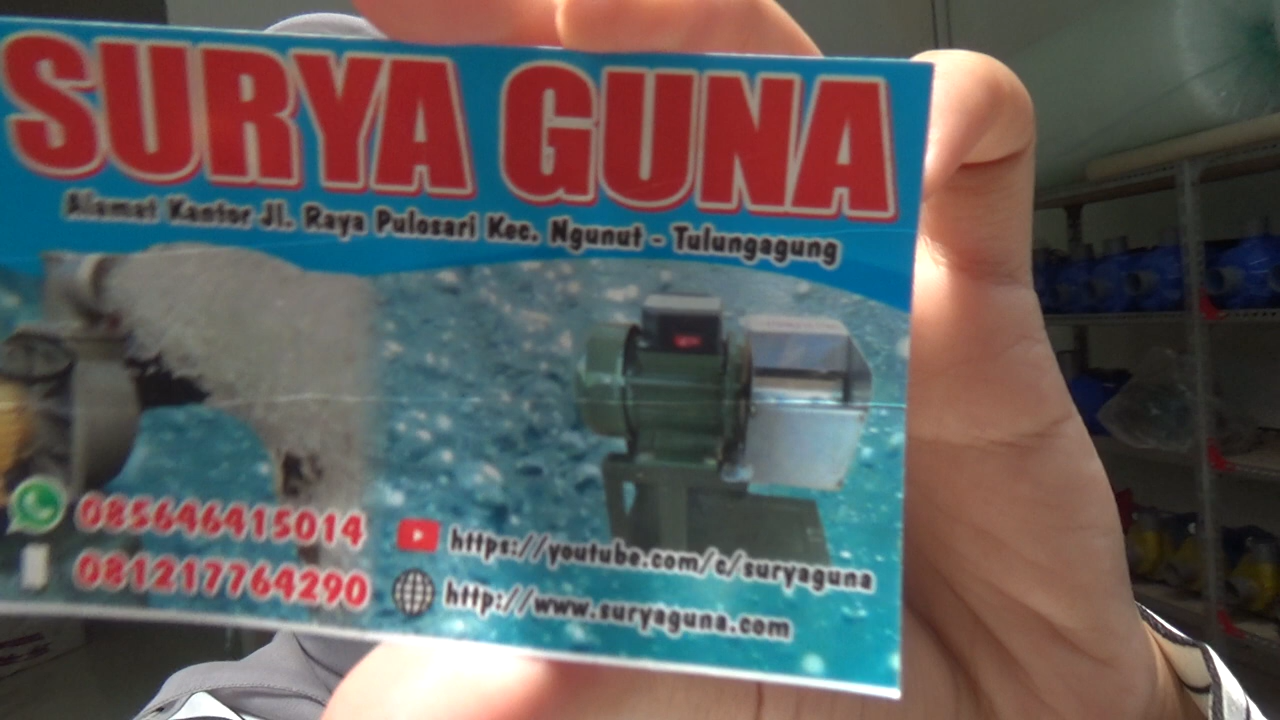 SURYA GUNA
Alamat Kantor Jl. Raya Pulosari Kec. Ngunut - Tulungagung
085646415014
081217764290
https://youtube.com/c/suryaguna
http://www.suryaguna.com